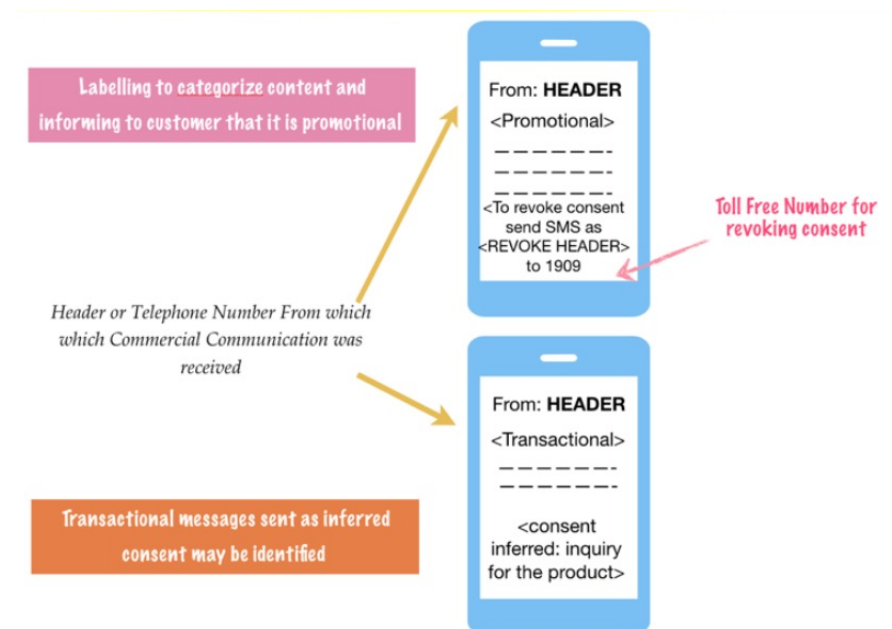 Labelling to categorize content and
informing to customer that it is promotional
From: HEADER
<Promotional>
<To revoke consent
send SMS as
<REVOKE HEADER>
to 1909
Toll Free Number for
revoking consent
Header or Telephone Number From which
which Commercial Communication was
received
From: HEADER
<Transactional>
<consent
inferred: inquiry
for the product>
Transactional messages sent as inferred
consent may be identified